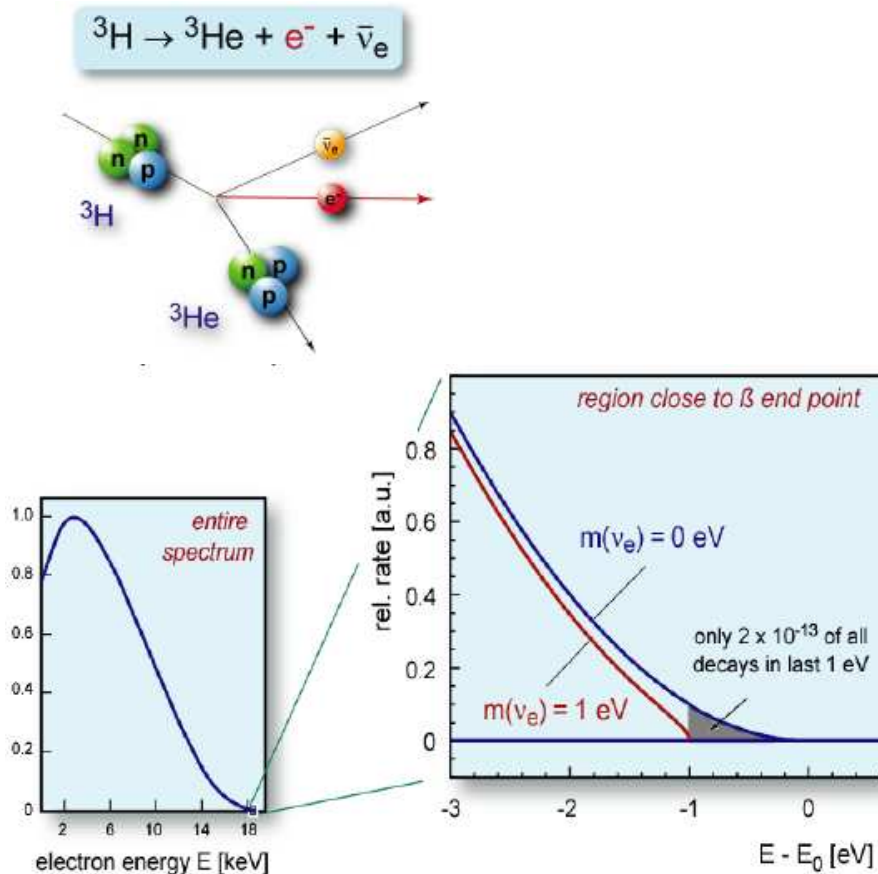 ³H → ³He + e⁻ + ν̄ₑ
n
n
p
³H
ν̄ₑ
e⁻
n
p
p
³He
region close to ß end point
0.8
0.6
0.4
0.2
0
rel. rate [a.u.]
m(νₑ) = 0 eV
only 2 x 10⁻¹³ of all
decays in last 1 eV
m(νₑ) = 1 eV
-3
-2
-1
0
E - E₀ [eV]
entire
spectrum
1.0
0.8
0.6
0.4
0.2
0
2
6
10
14
18
electron energy E [keV]